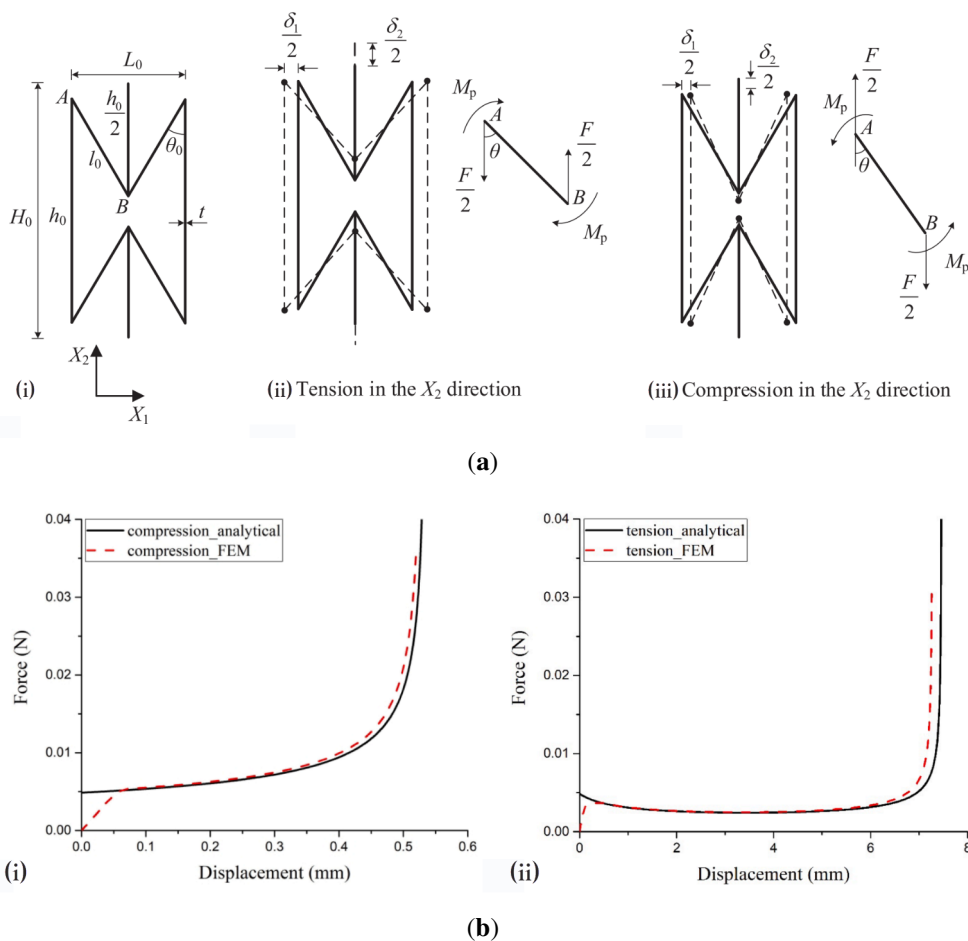 L₀
A
h₀/2
θ₀
l₀
B
H₀
h₀
t
X₂
X₁
(i)
δ₁/2
δ₂/2
Mₚ
A
θ
F/2
F/2
B
Mₚ
(ii) Tension in the X₂ direction
δ₁/2
δ₂/2
F/2
Mₚ
A
θ
B
Mₚ
F/2
(iii) Compression in the X₂ direction
(a)
0.04
0.03
0.02
0.01
0.00
Force (N)
compression_analytical
compression_FEM
0.0 0.1 0.2 0.3 0.4 0.5 0.6
Displacement (mm)
(i)
0.04
0.03
0.02
0.01
0.00
Force (N)
tension_analytical
tension_FEM
0 2 4 6 8
Displacement (mm)
(ii)
(b)